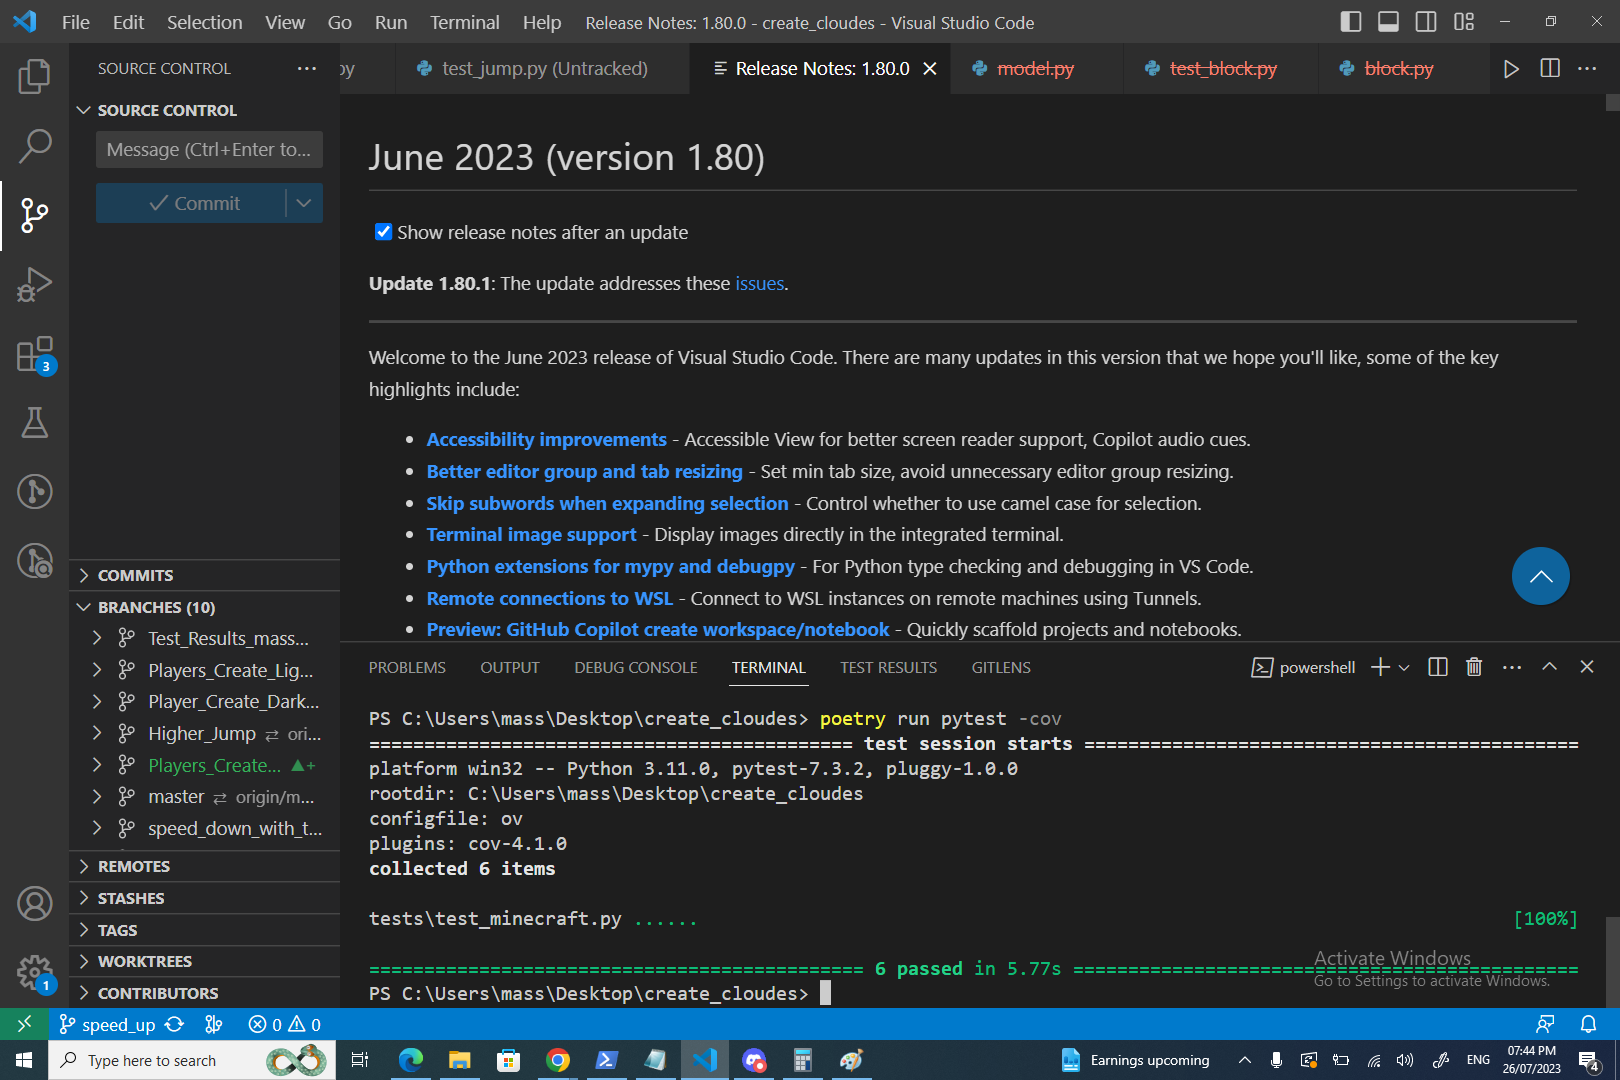 File Edit Selection View Go Run Terminal Help Release Notes: 1.80.0 - create_cloudes - Visual Studio Code
SOURCE CONTROL ···
py test_jump.py (Untracked) Release Notes: 1.80.0 model.py test_block.py block.py
SOURCE CONTROL
Message (Ctrl+Enter to...
Commit
3
COMMITS
BRANCHES (10)
Test_Results_mass...
Players_Create_Lig...
Player_Create_Dark...
Higher_Jump ⇄ ori...
Players_Create... ▲+
master ⇄ origin/m...
speed_down_with_t...
REMOTES
STASHES
TAGS
WORKTREES
CONTRIBUTORS
1
June 2023 (version 1.80)
Show release notes after an update
Update 1.80.1: The update addresses these issues.
Welcome to the June 2023 release of Visual Studio Code. There are many updates in this version that we hope you'll like, some of the key
highlights include:
• Accessibility improvements - Accessible View for better screen reader support, Copilot audio cues.
• Better editor group and tab resizing - Set min tab size, avoid unnecessary editor group resizing.
• Skip subwords when expanding selection - Control whether to use camel case for selection.
• Terminal image support - Display images directly in the integrated terminal.
• Python extensions for mypy and debugpy - For Python type checking and debugging in VS Code.
• Remote connections to WSL - Connect to WSL instances on remote machines using Tunnels.
• Preview: GitHub Copilot create workspace/notebook - Quickly scaffold projects and notebooks.
PROBLEMS OUTPUT DEBUG CONSOLE TERMINAL TEST RESULTS GITLENS powershell
PS C:\Users\mass\Desktop\create_cloudes> poetry run pytest -cov
============================================ test session starts =============================================
platform win32 -- Python 3.11.0, pytest-7.3.2, pluggy-1.0.0
rootdir: C:\Users\mass\Desktop\create_cloudes
configfile: ov
plugins: cov-4.1.0
collected 6 items
tests\test_minecraft.py ...... [100%]
============================================= 6 passed in 5.77s ==============================================
PS C:\Users\mass\Desktop\create_cloudes>
Activate Windows
Go to Settings to activate Windows.
speed_up 0 0
Type here to search Earnings upcoming ENG 07:44 PM
26/07/2023
4